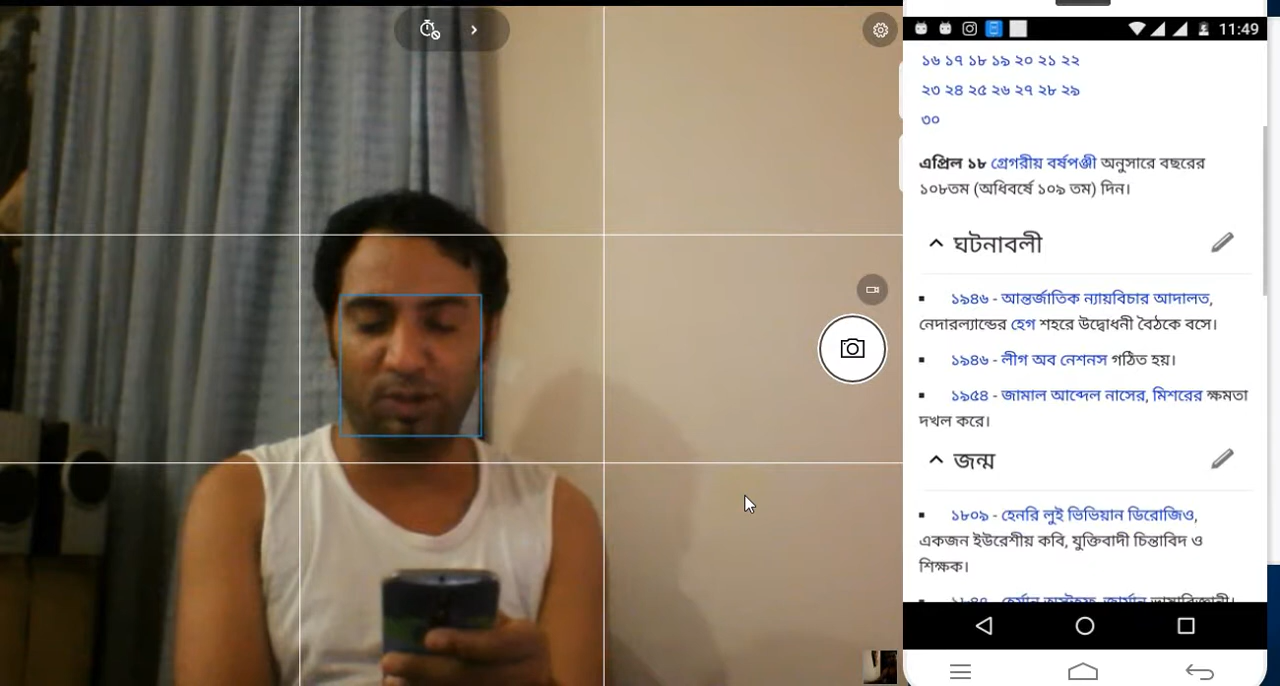 11:49
১৬ ১৭ ১৮ ১৯ ২০ ২১ ২২
২৩ ২৪ ২৫ ২৬ ২৭ ২৮ ২৯
৩০
এপ্রিল ১৮ গ্রেগরীয় বর্ষপঞ্জী অনুসারে বছরের
১০৮তম (অধিবর্ষে ১০৯ তম) দিন।
ঘটনাবলী
১৯৪৬ - আন্তর্জাতিক ন্যায়বিচার আদালত,
নেদারল্যান্ডের হেগ শহরে উদ্বোধনী বৈঠকে বসে।
১৯৪৬ - লীগ অব নেশনস গঠিত হয়।
১৯৫৪ - জামাল আব্দেল নাসের, মিশরের ক্ষমতা
দখল করে।
জন্ম
১৮০৯ - হেনরি লুই ভিভিয়ান ডিরোজিও,
একজন ইউরেশীয় কবি, যুক্তিবাদী চিন্তাবিদ ও
শিক্ষক।